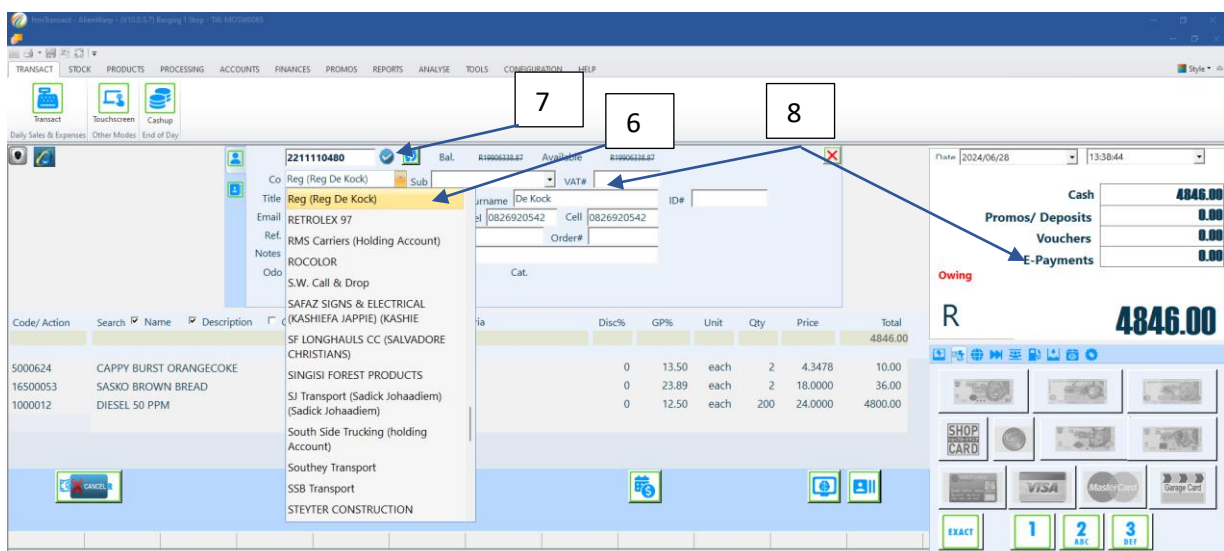 frmTransact - AlienWarp - (V10.0.5.7) Bergrog 1 Stop - Till: MOSW0065
TRANSACT STOCK PRODUCTS PROCESSING ACCOUNTS FINANCES PROMOS REPORTS ANALYSE TOOLS CONFIGURATION HELP
Style
Transact Touchscreen Cashup
Daily Sales & Expenses Other Modes End of Day
7
6
8
2211110480 Bal. R19906338.87 Available R19906338.87
Date 2024/06/28 13:38:44
Co Reg (Reg De Kock) Sub VAT#
Title Reg (Reg De Kock) urname De Kock ID#
Email RETROLEX 97 el 0826920542 Cell 0826920542
Ref. RMS Carriers (Holding Account) Order#
Notes ROCOLOR
Odo S.W. Call & Drop Cat.
SAFAZ SIGNS & ELECTRICAL
(KASHIEFA JAPPIE) (KASHIE
SF LONGHAULS CC (SALVADORE
CHRISTIANS)
SINGISI FOREST PRODUCTS
SJ Transport (Sadick Johaadiem)
(Sadick Johaadiem)
South Side Trucking (holding
Account)
Southey Transport
SSB Transport
STEYTER CONSTRUCTION
Cash 4846.00
Promos/ Deposits 0.00
Vouchers 0.00
E-Payments 0.00
Owing
R 4846.00
Code/Action Search Name Description C ria Disc% GP% Unit Qty Price Total
4846.00
5000624 CAPPY BURST ORANGECOKE 0 13.50 each 2 4.3478 10.00
16500053 SASKO BROWN BREAD 0 23.89 each 2 18.0000 36.00
1000012 DIESEL 50 PPM 0 12.50 each 200 24.0000 4800.00
CANCEL
SHOP
CARD
VISA MasterCard Garage Card
EXACT 1 2 ABC 3 DEF